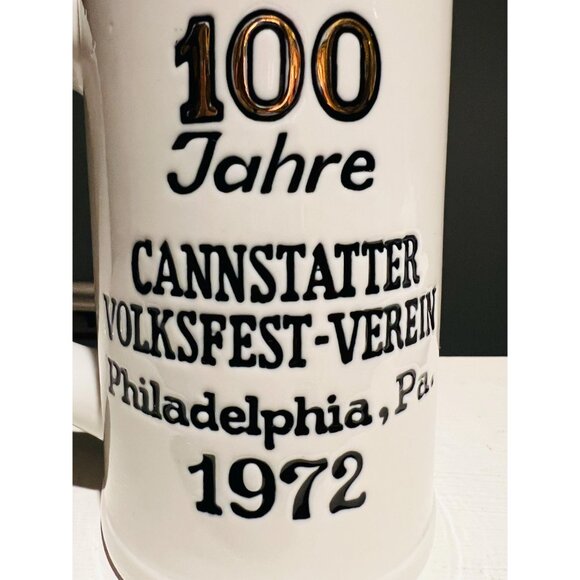 100
Jahre
CANNSTATTER
VOLKSFEST-VEREIN
Philadelphia, Pa.
1972